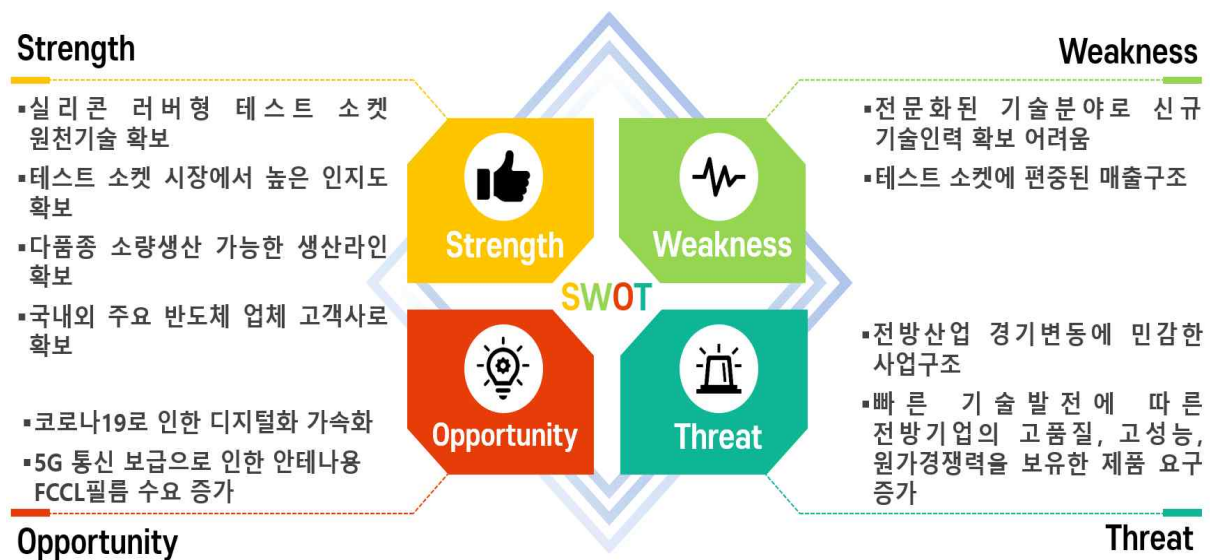 Strength
▪실리콘 러버형 테스트 소켓
원천기술 확보
▪테스트 소켓 시장에서 높은 인지도
확보
▪다품종 소량생산 가능한 생산라인
확보
▪국내외 주요 반도체 업체 고객사로
확보
Weakness
▪전문화된 기술분야로 신규
기술인력 확보 어려움
▪테스트 소켓에 편중된 매출구조
Strength
Weakness
SWOT
Opportunity
Threat
▪코로나19로 인한 디지털화 가속화
▪5G 통신 보급으로 인한 안테나용
FCCL필름 수요 증가
Opportunity
▪전방산업 경기변동에 민감한
사업구조
▪빠른 기술발전에 따른
전방기업의 고품질, 고성능,
원가경쟁력을 보유한 제품 요구
증가
Threat